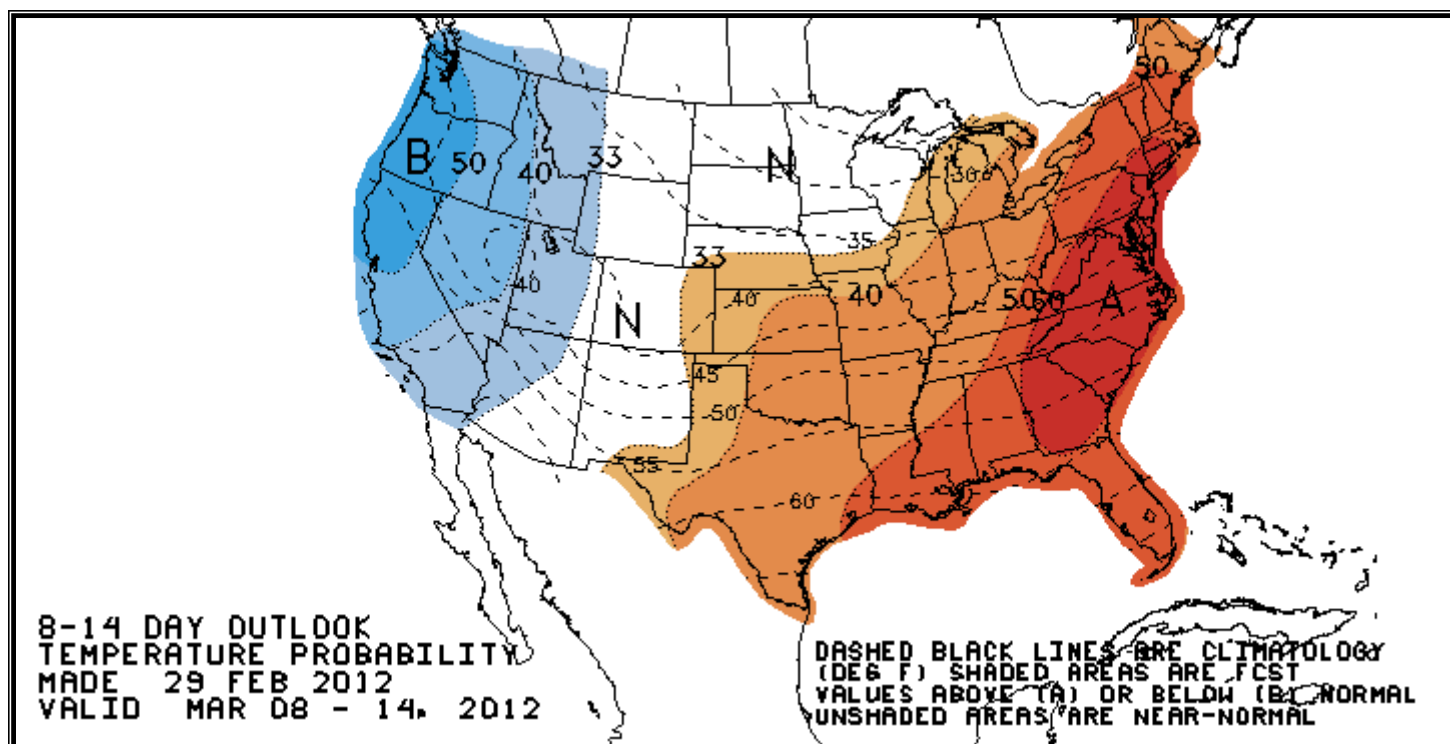 50
B 50 40 33 N
30
35
33
40 40 40 50 60 A
N
45
50
55
60
8-14 DAY OUTLOOK
TEMPERATURE PROBABILITY
MADE 29 FEB 2012
VALID MAR 08 - 14, 2012
DASHED BLACK LINES ARE CLIMATOLOGY
(DEG F) SHADED AREAS ARE FCST
VALUES ABOVE (A) OR BELOW (B) NORMAL
UNSHADED AREAS ARE NEAR-NORMAL